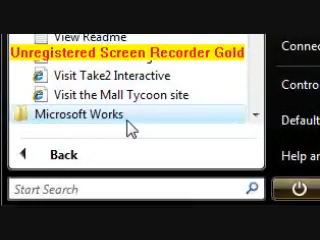 View Readme
Unregistered Screen Recorder Gold
Visit Take2 Interactive
Visit the Mall Tycoon site
Microsoft Works
Back
Start Search
Connec
Contro
Default
Help an